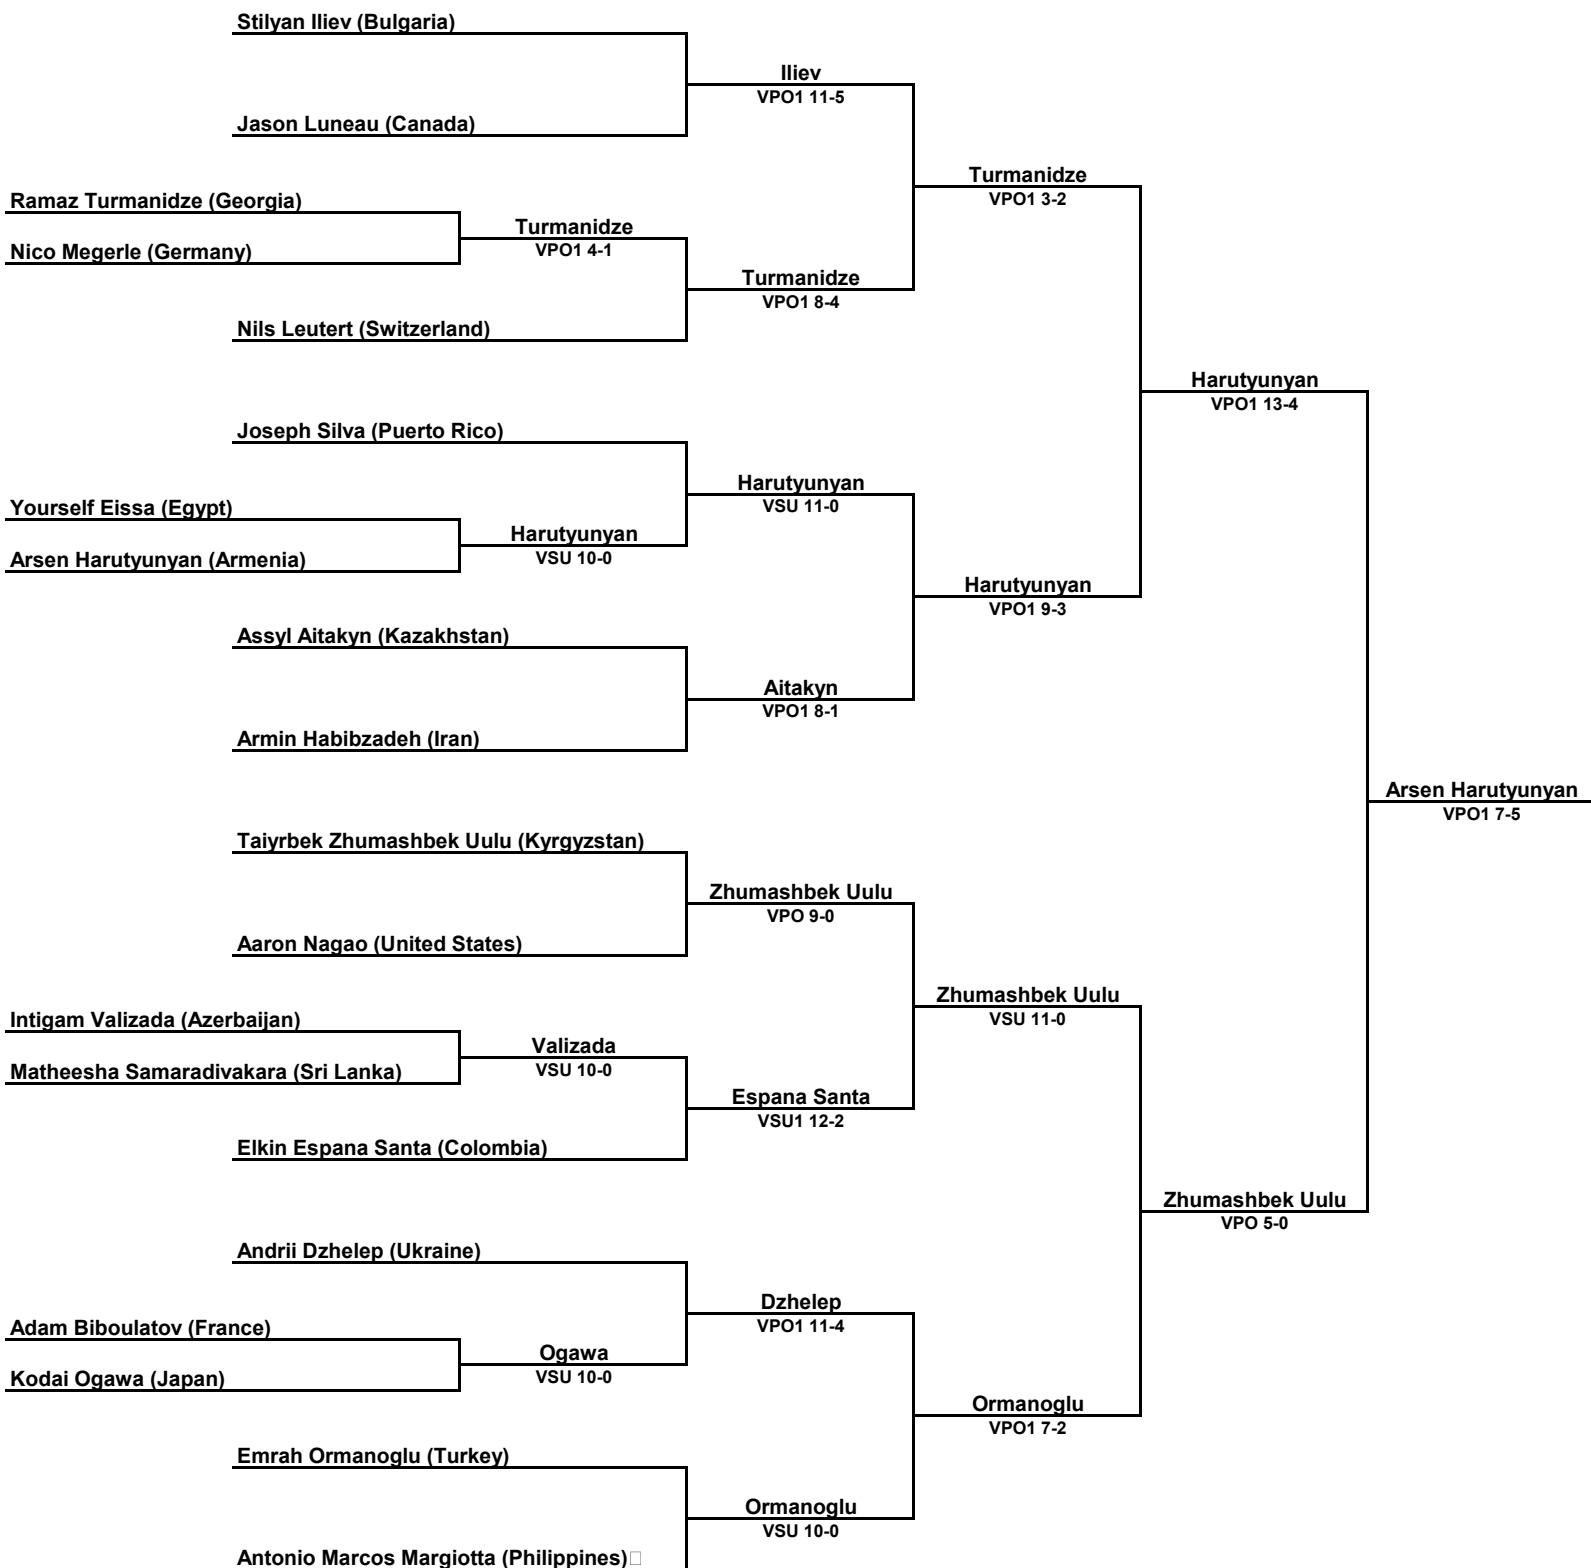 Stilyan Iliev (Bulgaria)
Iliev
VPO1 11-5
Jason Luneau (Canada)
Turmanidze
VPO1 3-2
Ramaz Turmanidze (Georgia)
Turmanidze
VPO1 4-1
Nico Megerle (Germany)
Turmanidze
VPO1 8-4
Nils Leutert (Switzerland)
Harutyunyan
VPO1 13-4
Joseph Silva (Puerto Rico)
Harutyunyan
VSU 11-0
Yourself Eissa (Egypt)
Harutyunyan
VSU 10-0
Arsen Harutyunyan (Armenia)
Harutyunyan
VPO1 9-3
Assyl Aitakyn (Kazakhstan)
Aitakyn
VPO1 8-1
Armin Habibzadeh (Iran)
Arsen Harutyunyan
VPO1 7-5
Taiyrbek Zhumashbek Uulu (Kyrgyzstan)
Zhumashbek Uulu
VPO 9-0
Aaron Nagao (United States)
Zhumashbek Uulu
VSU 11-0
Intigam Valizada (Azerbaijan)
Valizada
VSU 10-0
Matheesha Samaradivakara (Sri Lanka)
Espana Santa
VSU1 12-2
Elkin Espana Santa (Colombia)
Zhumashbek Uulu
VPO 5-0
Andrii Dzhelep (Ukraine)
Dzhelep
VPO1 11-4
Adam Biboulatov (France)
Ogawa
VSU 10-0
Kodai Ogawa (Japan)
Ormanoglu
VPO1 7-2
Emrah Ormanoglu (Turkey)
Ormanoglu
VSU 10-0
Antonio Marcos Margiotta (Philippines)